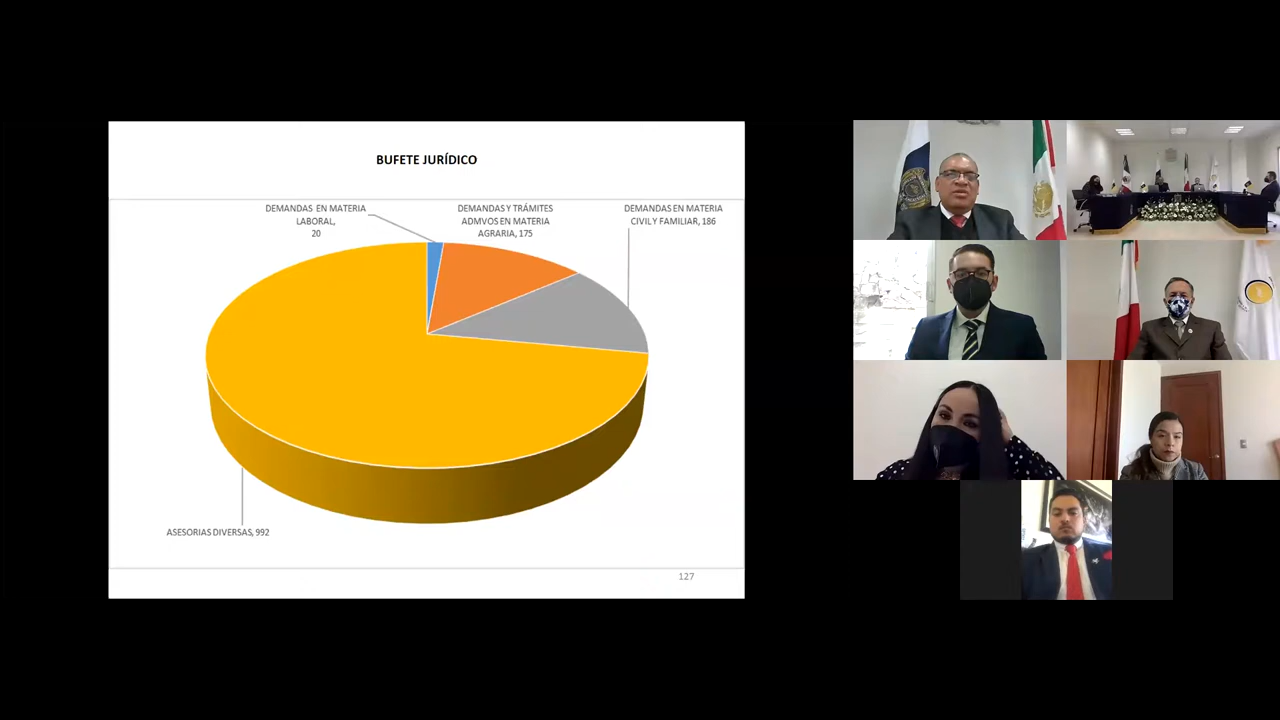 BUFETE JURÍDICO
DEMANDAS EN MATERIA
LABORAL,
20
DEMANDAS Y TRÁMITES
ADMVOS EN MATERIA
AGRARIA, 175
DEMANDAS EN MATERIA
CIVIL Y FAMILIAR, 186
ASESORIAS DIVERSAS, 992
127